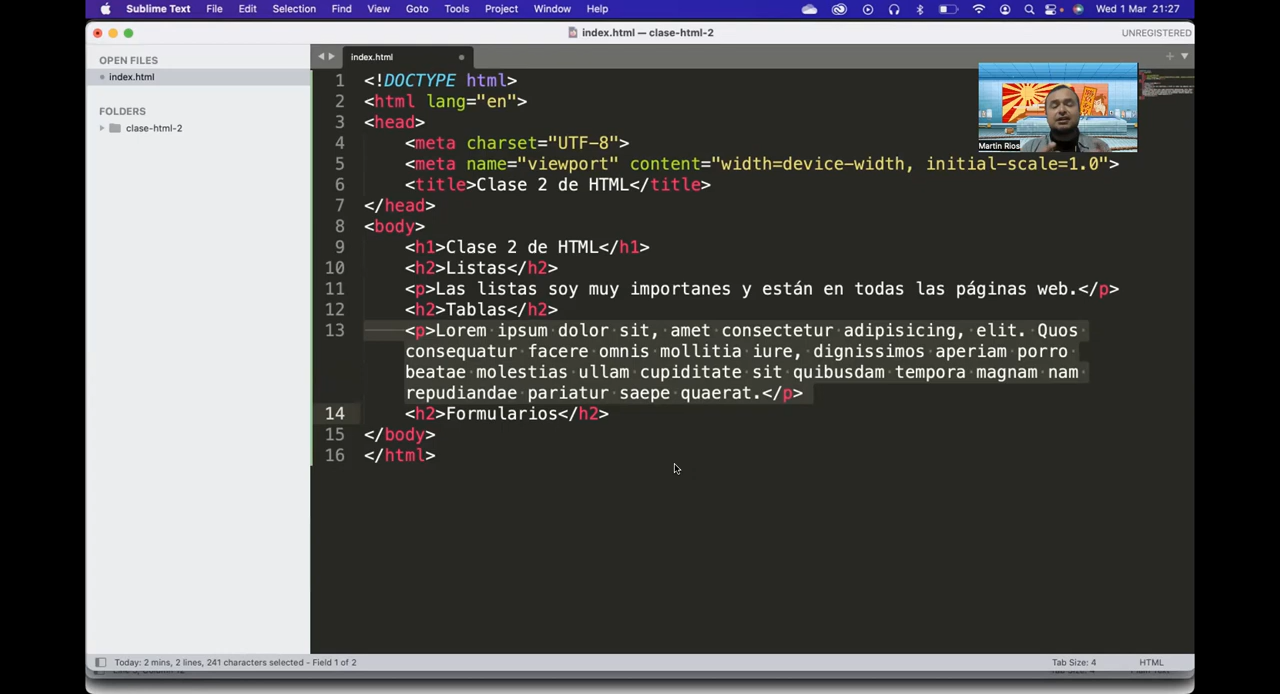 Sublime Text File Edit Selection Find View Goto Tools Project Window Help Wed 1 Mar 21:27
index.html — clase-html-2 UNREGISTERED
OPEN FILES
index.html
FOLDERS
clase-html-2
index.html
1 <!DOCTYPE html>
2 <html lang="en">
3 <head>
4 <meta charset="UTF-8">
5 <meta name="viewport" content="width=device-width, initial-scale=1.0">
6 <title>Clase 2 de HTML</title>
7 </head>
8 <body>
9 <h1>Clase 2 de HTML</h1>
10 <h2>Listas</h2>
11 <p>Las listas soy muy importanes y están en todas las páginas web.</p>
12 <h2>Tablas</h2>
13 <p>Lorem ipsum dolor sit, amet consectetur adipisicing, elit. Quos
consequatur facere omnis mollitia iure, dignissimos aperiam porro
beatae molestias ullam cupiditate sit quibusdam tempora magnam nam
repudiandae pariatur saepe quaerat.</p>
14 <h2>Formularios</h2>
15 </body>
16 </html>
Martin Rios
Today: 2 mins, 2 lines, 241 characters selected - Field 1 of 2 Tab Size: 4 HTML